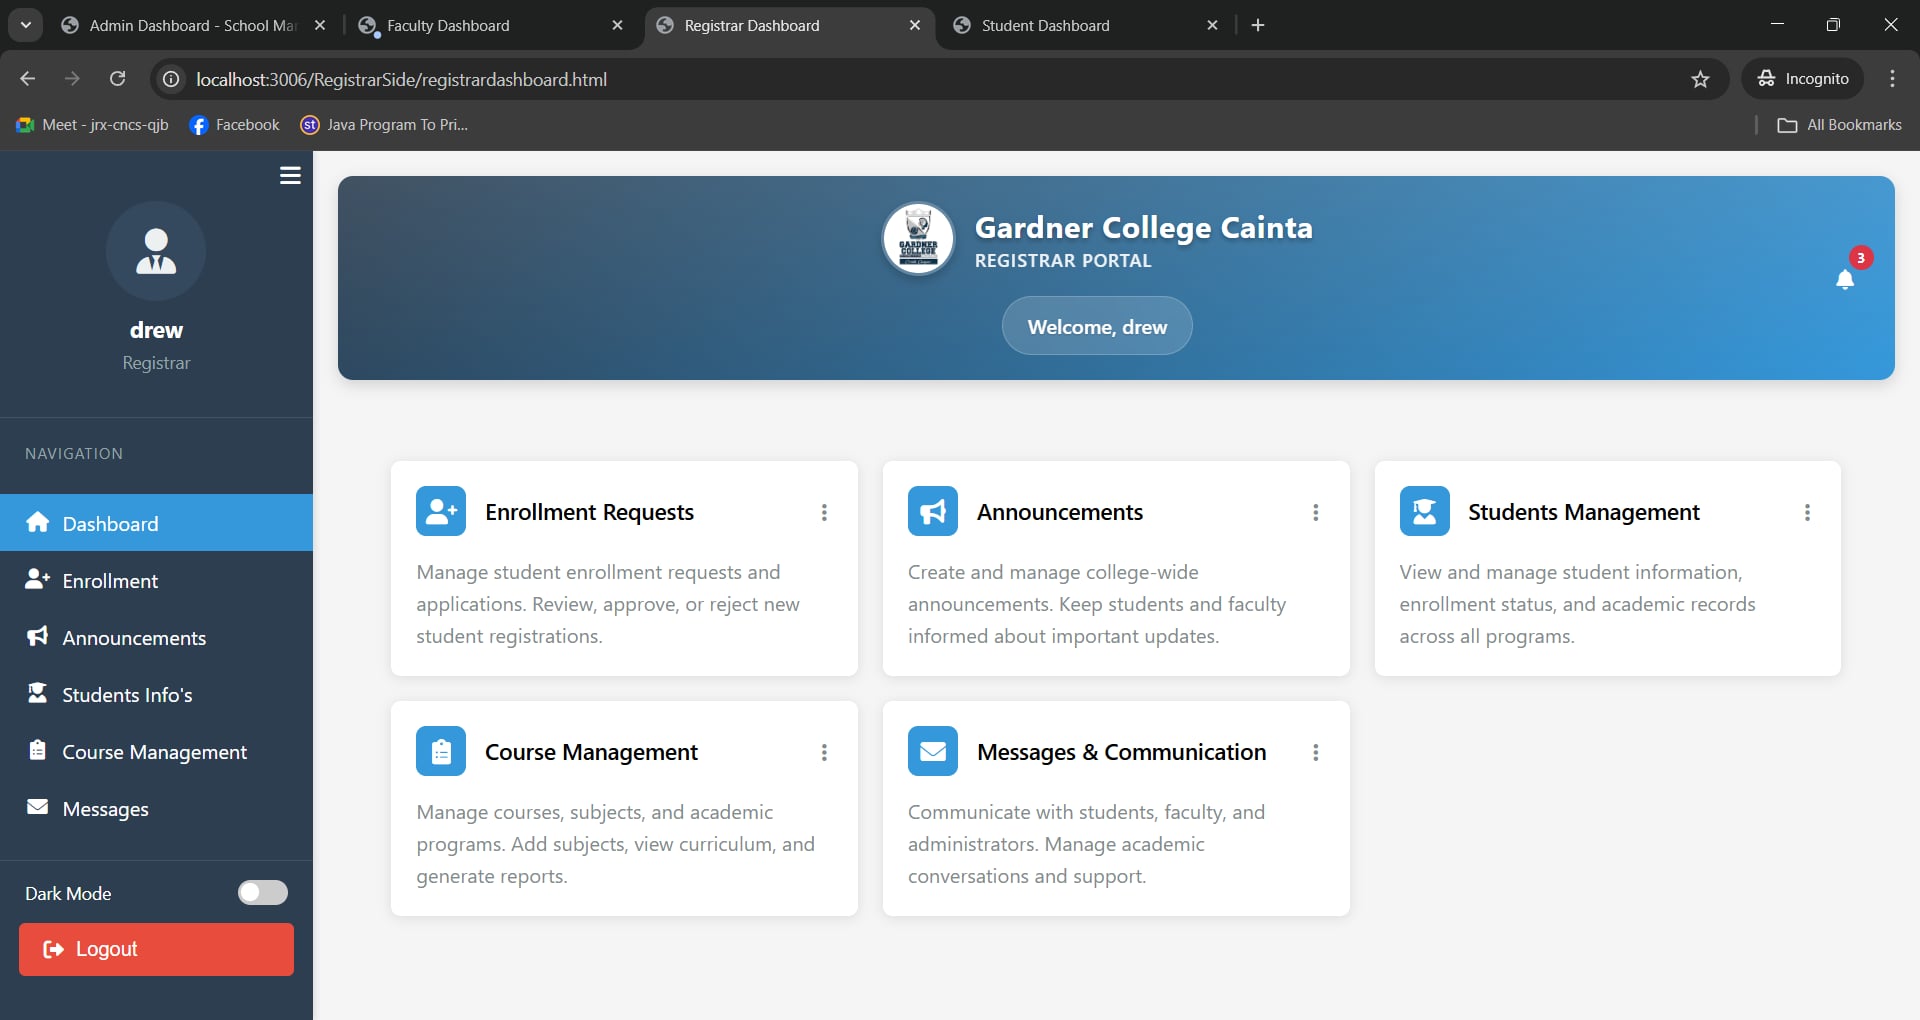 Admin Dashboard - School Mar
Faculty Dashboard
Registrar Dashboard
Student Dashboard
localhost:3006/RegistrarSide/registrardashboard.html
Incognito
Meet - jrx-cncs-qjb
Facebook
st
Java Program To Pri...
All Bookmarks
drew
Registrar
NAVIGATION
Dashboard
Enrollment
Announcements
Students Info's
Course Management
Messages
Dark Mode
Logout
GARDNER
COLLEGE
Gardner College Cainta
REGISTRAR PORTAL
Welcome, drew
3
Enrollment Requests
Manage student enrollment requests and
applications. Review, approve, or reject new
student registrations.
Announcements
Create and manage college-wide
announcements. Keep students and faculty
informed about important updates.
Students Management
View and manage student information,
enrollment status, and academic records
across all programs.
Course Management
Manage courses, subjects, and academic
programs. Add subjects, view curriculum, and
generate reports.
Messages & Communication
Communicate with students, faculty, and
administrators. Manage academic
conversations and support.